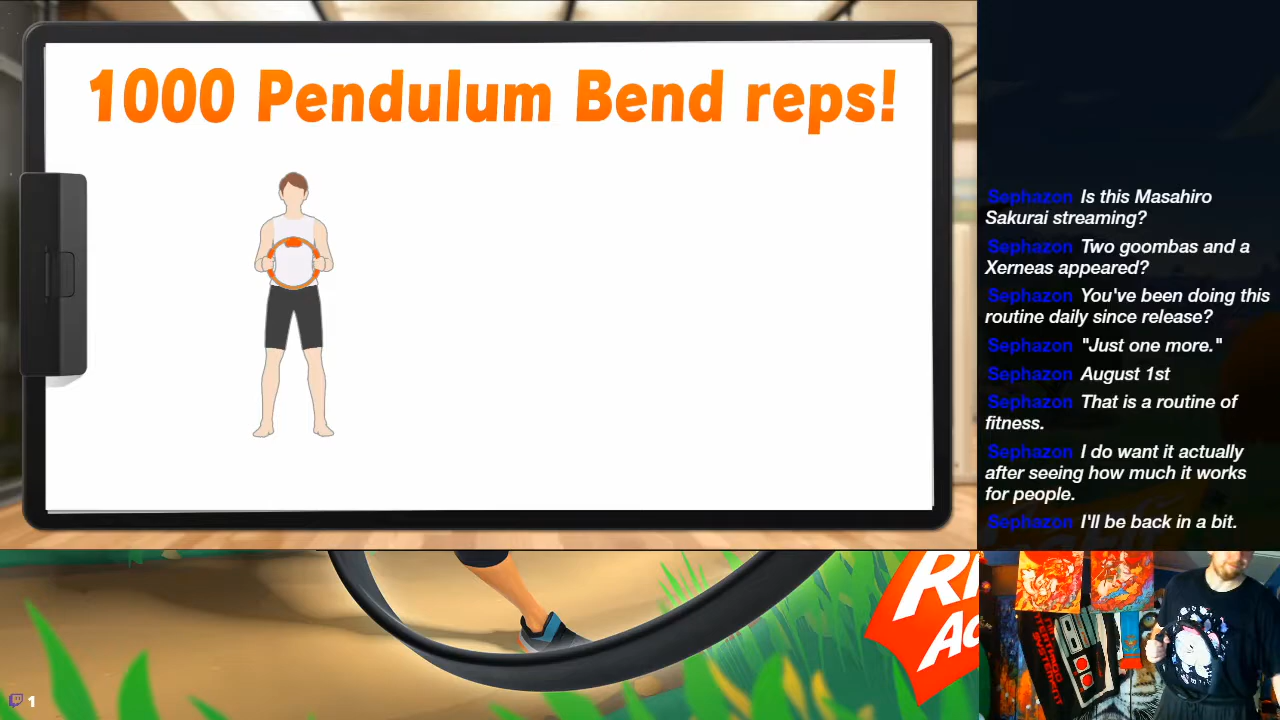 1000 Pendulum Bend reps!
Sephazon Is this Masahiro
Sakurai streaming?
Sephazon Two goombas and a
Xerneas appeared?
Sephazon You've been doing this
routine daily since release?
Sephazon "Just one more."
Sephazon August 1st
Sephazon That is a routine of
fitness.
Sephazon I do want it actually
after seeing how much it works
for people.
Sephazon I'll be back in a bit.
1